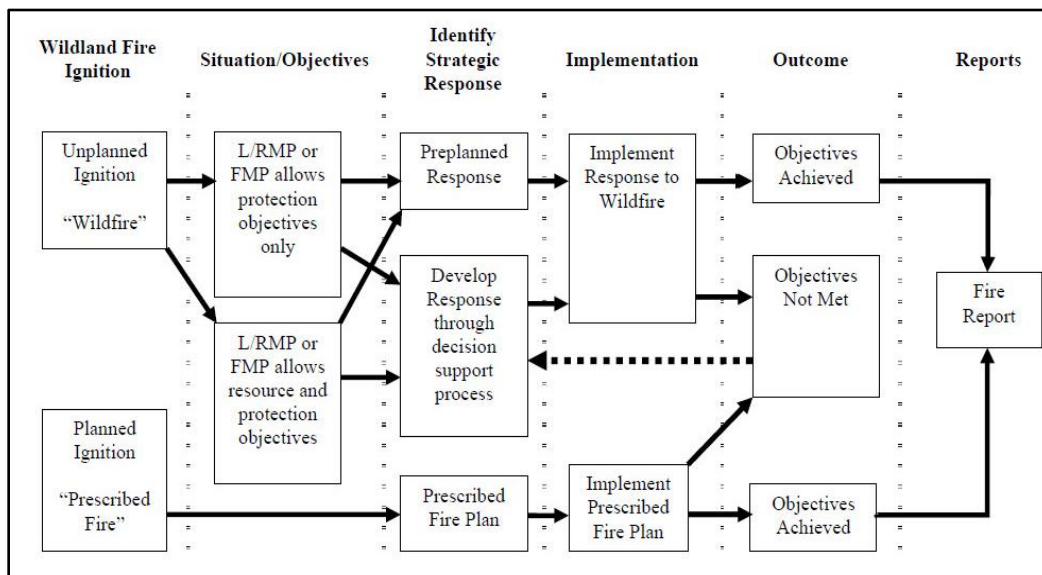 Wildland Fire
Ignition
Situation/Objectives
Identify
Strategic
Response
Implementation
Outcome
Reports
Unplanned
Ignition
“Wildfire”
L/RMP or
FMP allows
protection
objectives
only
Preplanned
Response
Implement
Response to
Wildfire
Objectives
Achieved
L/RMP or
FMP allows
resource and
protection
objectives
Develop
Response
through
decision
support
process
Objectives
Not Met
Fire
Report
Planned
Ignition
“Prescribed
Fire”
Prescribed
Fire Plan
Implement
Prescribed
Fire Plan
Objectives
Achieved